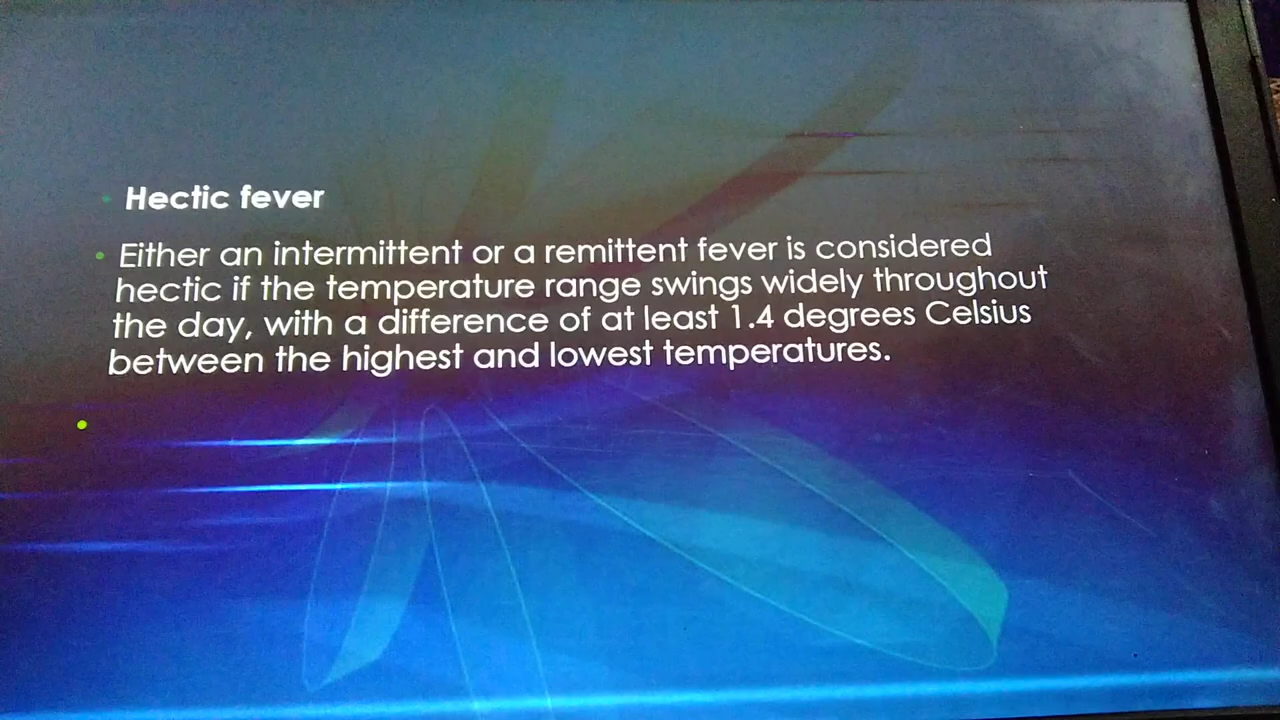 Hectic fever
Either an intermittent or a remittent fever is considered
hectic if the temperature range swings widely throughout
the day, with a difference of at least 1.4 degrees Celsius
between the highest and lowest temperatures.